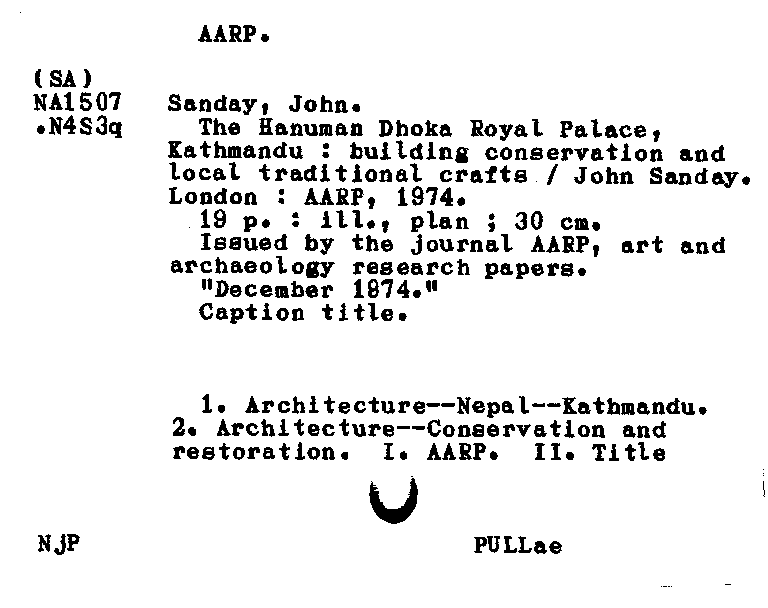 AARP.
(SA)
NA1507 Sanday, John.
.N4S3q The Hanuman Dhoka Royal Palace,
Kathmandu : building conservation and
local traditional crafts / John Sanday.
London : AARP, 1974.
19 p. : ill., plan ; 30 cm.
Issued by the journal AARP, art and
archaeology research papers.
"December 1974."
Caption title.
1. Architecture--Nepal--Kathmandu.
2. Architecture--Conservation and
restoration. I. AARP. II. Title
NjP PULLae